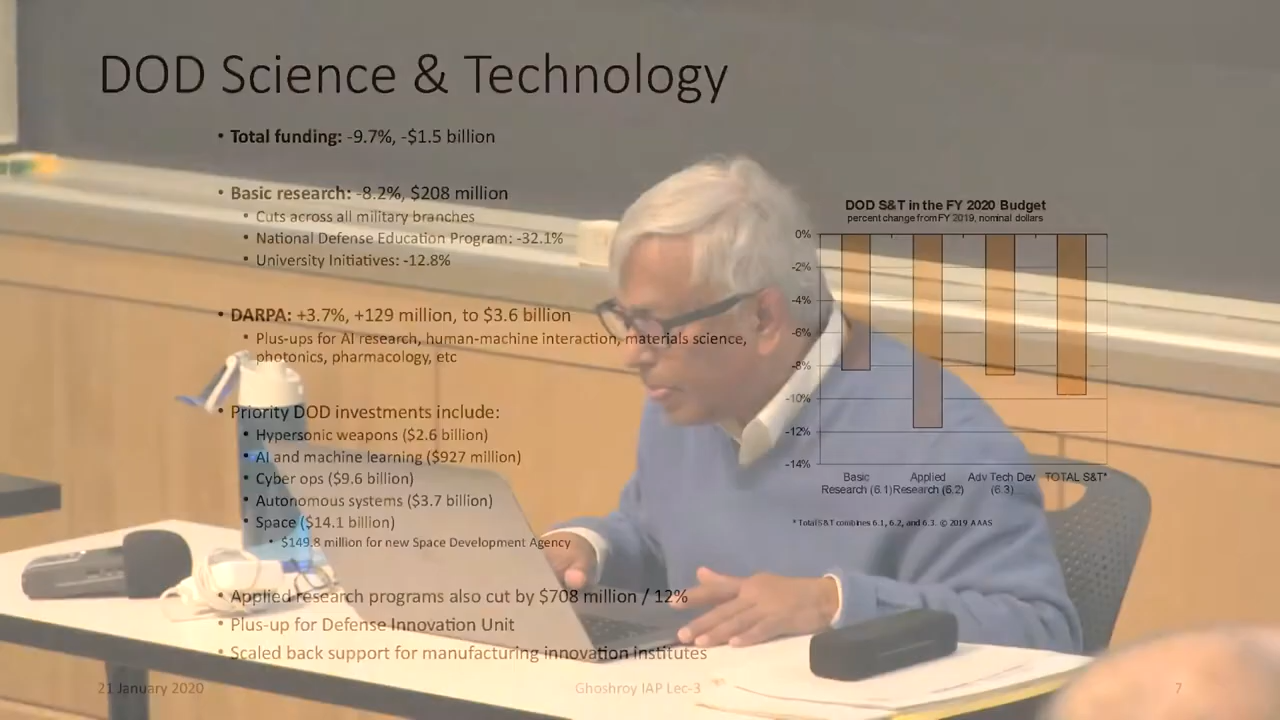 DOD Science & Technology
• Total funding: -9.7%, -$1.5 billion
• Basic research: -8.2%, $208 million
• Cuts across all military branches
• National Defense Education Program: -32.1%
• University Initiatives: -12.8%
• DARPA: +3.7%, +129 million, to $3.6 billion
• Plus-ups for AI research, human-machine interaction, materials science,
photonics, pharmacology, etc
• Priority DOD investments include:
• Hypersonic weapons ($2.6 billion)
• AI and machine learning ($927 million)
• Cyber ops ($9.6 billion)
• Autonomous systems ($3.7 billion)
• Space ($14.1 billion)
• $149.8 million for new Space Development Agency
• Applied research programs also cut by $708 million / 12%
• Plus-up for Defense Innovation Unit
• Scaled back support for manufacturing innovation institutes
DOD S&T in the FY 2020 Budget
percent change from FY 2019, nominal dollars
0%
-2%
-4%
-6%
-8%
-10%
-12%
-14%
Basic Research (6.1)
Applied Research (6.2)
Adv Tech Dev (6.3)
TOTAL S&T*
* Total S&T combines 6.1, 6.2, and 6.3. © 2019 AAAS
21 January 2020
Ghoshroy IAP Lec-3
7